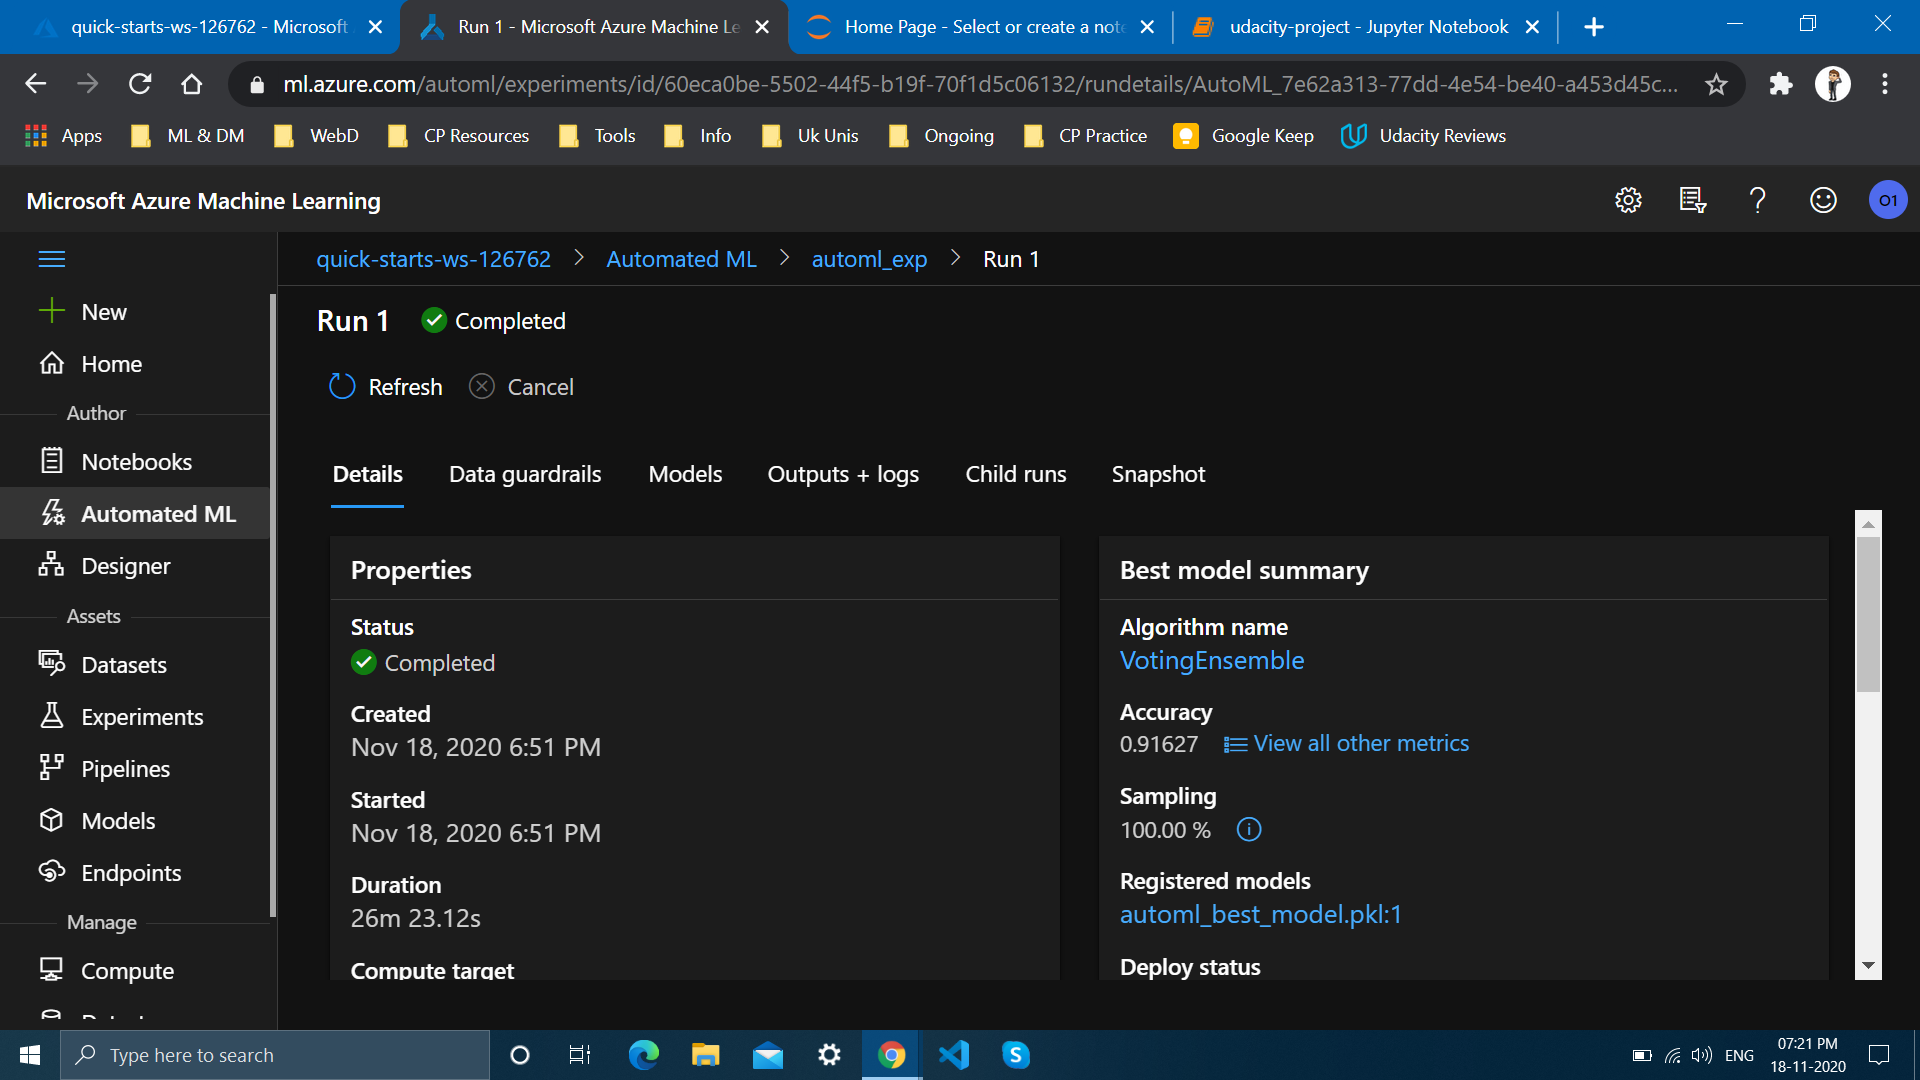 quick-starts-ws-126762 - Microsoft
Run 1 - Microsoft Azure Machine Le
Home Page - Select or create a note
udacity-project - Jupyter Notebook
ml.azure.com/automl/experiments/id/60eca0be-5502-44f5-b19f-70f1d5c06132/rundetails/AutoML_7e62a313-77dd-4e54-be40-a453d45c...
Apps
ML & DM
WebD
CP Resources
Tools
Info
Uk Unis
Ongoing
CP Practice
Google Keep
Udacity Reviews
Microsoft Azure Machine Learning
O1
quick-starts-ws-126762 > Automated ML > automl_exp > Run 1
New
Home
Author
Notebooks
Automated ML
Designer
Assets
Datasets
Experiments
Pipelines
Models
Endpoints
Manage
Compute
Run 1
Completed
Refresh
Cancel
Details
Data guardrails
Models
Outputs + logs
Child runs
Snapshot
Properties
Status
Completed
Created
Nov 18, 2020 6:51 PM
Started
Nov 18, 2020 6:51 PM
Duration
26m 23.12s
Compute target
Best model summary
Algorithm name
VotingEnsemble
Accuracy
0.91627
View all other metrics
Sampling
100.00 %
Registered models
automl_best_model.pkl:1
Deploy status
Type here to search
ENG
07:21 PM
18-11-2020